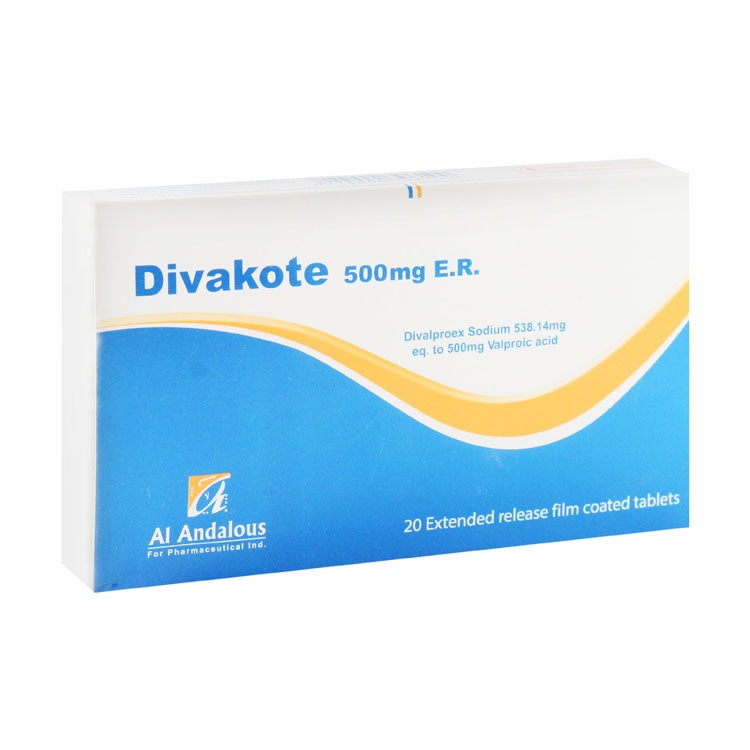 Divakote 500mg E.R.
Divalproex Sodium 538.14mg
eq. to 500mg Valproic acid
Al Andalous
For Pharmaceutical Ind.
20 Extended release film coated tablets